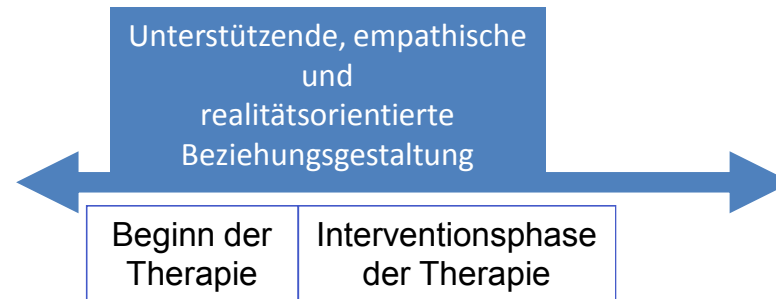 Unterstützende, empathische
und
realitätsorientierte
Beziehungsgestaltung
Beginn der
Therapie
Interventionsphase
der Therapie